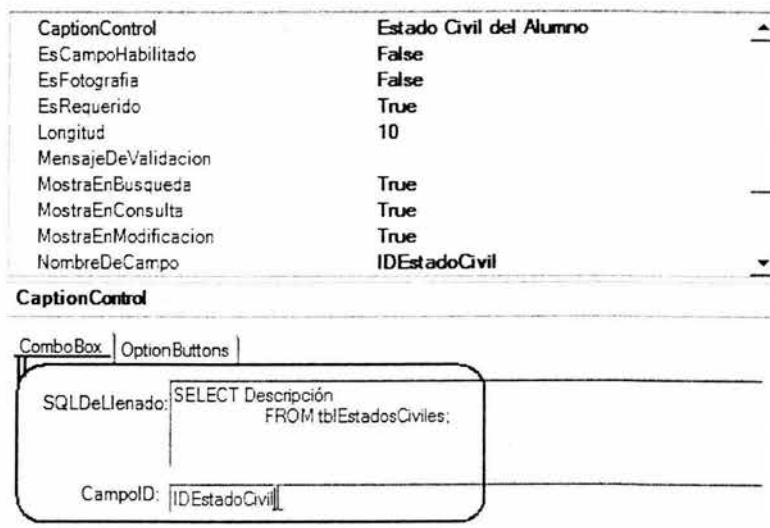 CaptionControl Estado Civil del Alumno
EsCampoHabilitado False
EsFotografia False
EsRequerido True
Longitud 10
MensajeDeValidacion
MostraEnBusqueda True
MostraEnConsulta True
MostraEnModificacion True
NombreDeCampo IDEstadoCivil
CaptionControl
ComboBox OptionButtons
SQLDeLlenado: SELECT Descripción
FROM tblEstadosCiviles;
CampoID: IDEstadoCivil